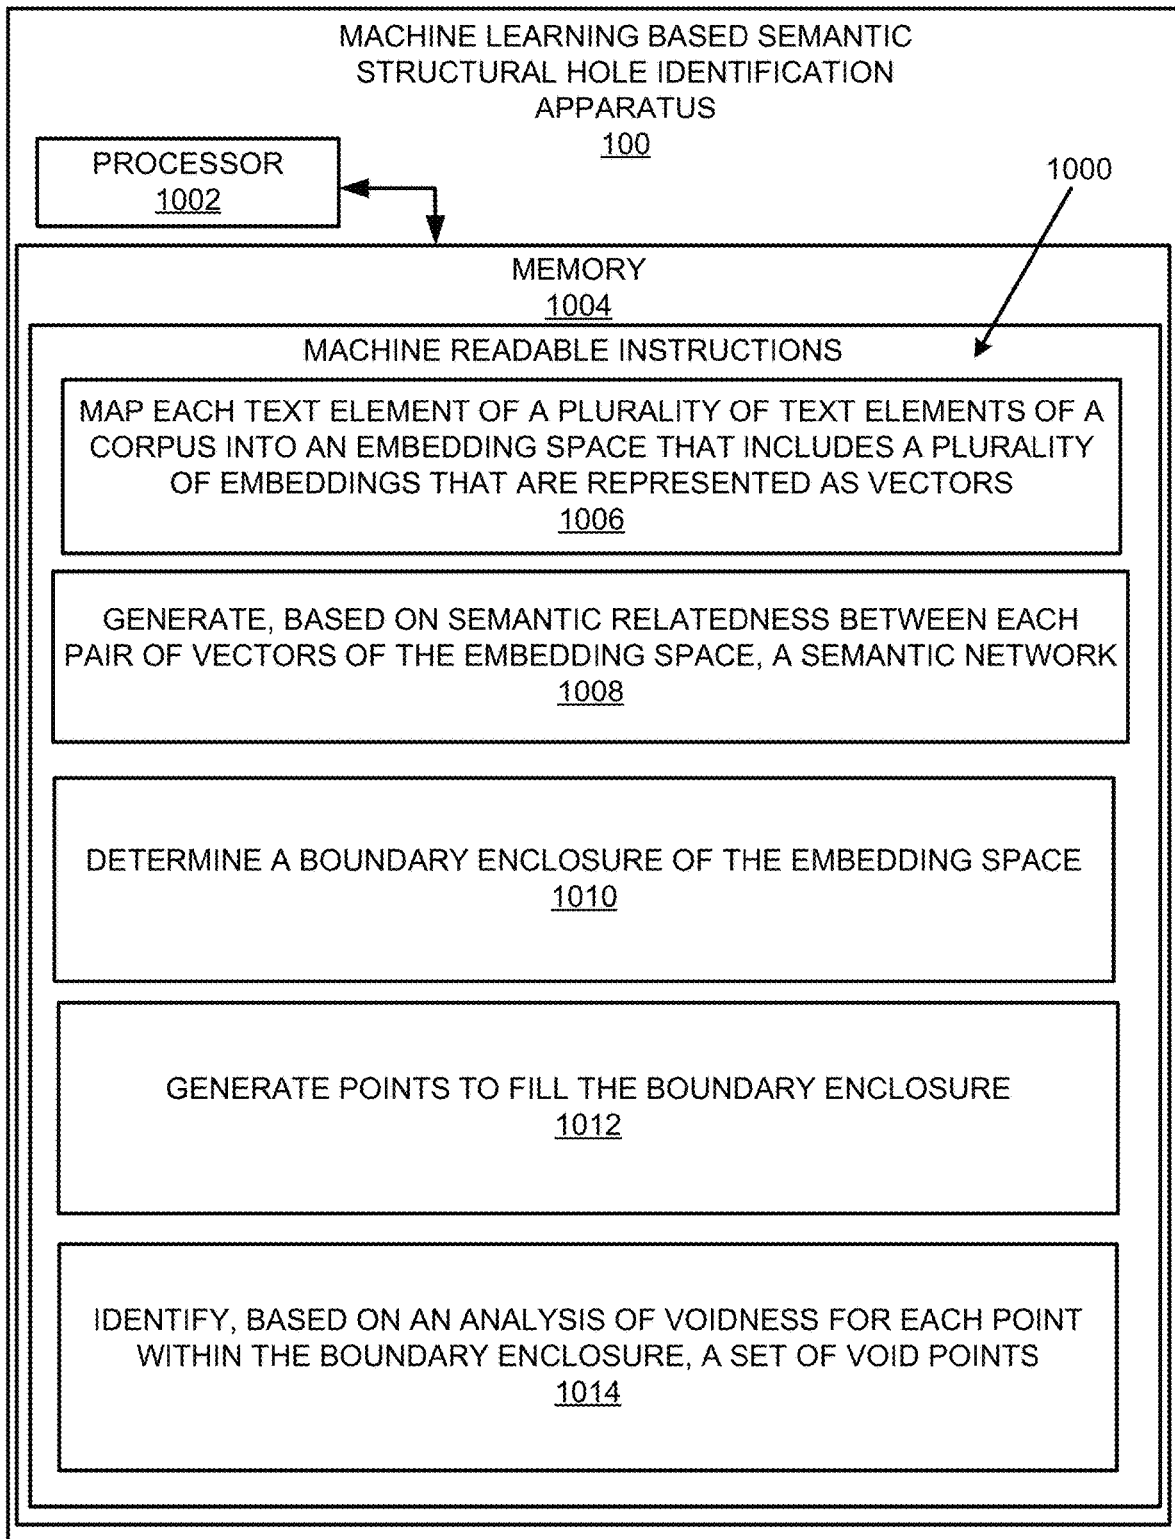 MACHINE LEARNING BASED SEMANTIC
STRUCTURAL HOLE IDENTIFICATION
APPARATUS
100
PROCESSOR
1002
1000
MEMORY
1004
MACHINE READABLE INSTRUCTIONS
MAP EACH TEXT ELEMENT OF A PLURALITY OF TEXT ELEMENTS OF A
CORPUS INTO AN EMBEDDING SPACE THAT INCLUDES A PLURALITY
OF EMBEDDINGS THAT ARE REPRESENTED AS VECTORS
1006
GENERATE, BASED ON SEMANTIC RELATEDNESS BETWEEN EACH
PAIR OF VECTORS OF THE EMBEDDING SPACE, A SEMANTIC NETWORK
1008
DETERMINE A BOUNDARY ENCLOSURE OF THE EMBEDDING SPACE
1010
GENERATE POINTS TO FILL THE BOUNDARY ENCLOSURE
1012
IDENTIFY, BASED ON AN ANALYSIS OF VOIDNESS FOR EACH POINT
WITHIN THE BOUNDARY ENCLOSURE, A SET OF VOID POINTS
1014